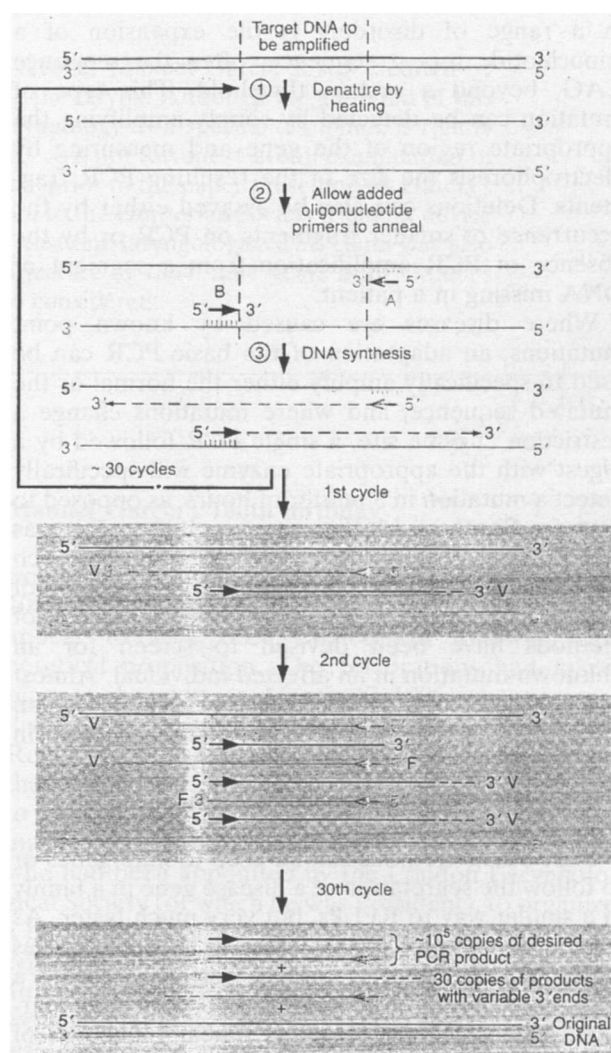 Target DNA to
be amplified
5′ 3′
3′ 5′
① Denature by
heating
② Allow added
oligonucleotide
primers to anneal
5′ 3′
3′ 5′
B A
5′ 3′
3′ 5′
③ DNA synthesis
5′ 3′
3′ 5′
5′ 3′
3′ 5′
~30 cycles
1st cycle
5′ 3′
V
5′ 3′ V
2nd cycle
5′ 3′
V
5′ 3′
V F
5′ 3′ V
F 3
5′ 3′ V
30th cycle
~10⁵ copies of desired
PCR product
+
30 copies of products
with variable 3′ends
+
5′ 3′ Original
3′ 5′ DNA